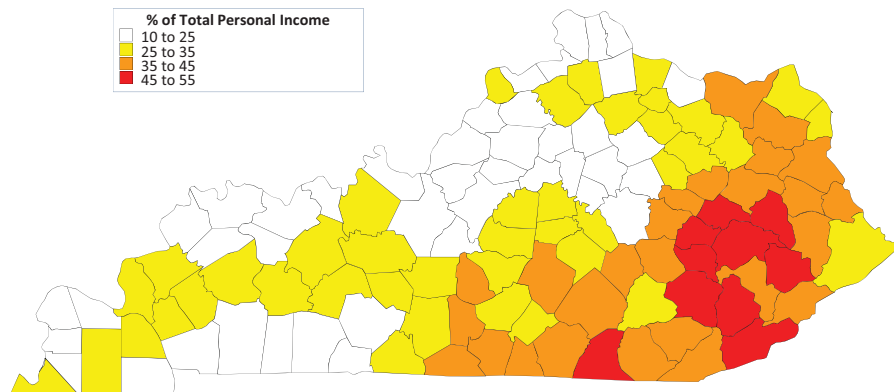 % of Total Personal Income
10 to 25
25 to 35
35 to 45
45 to 55